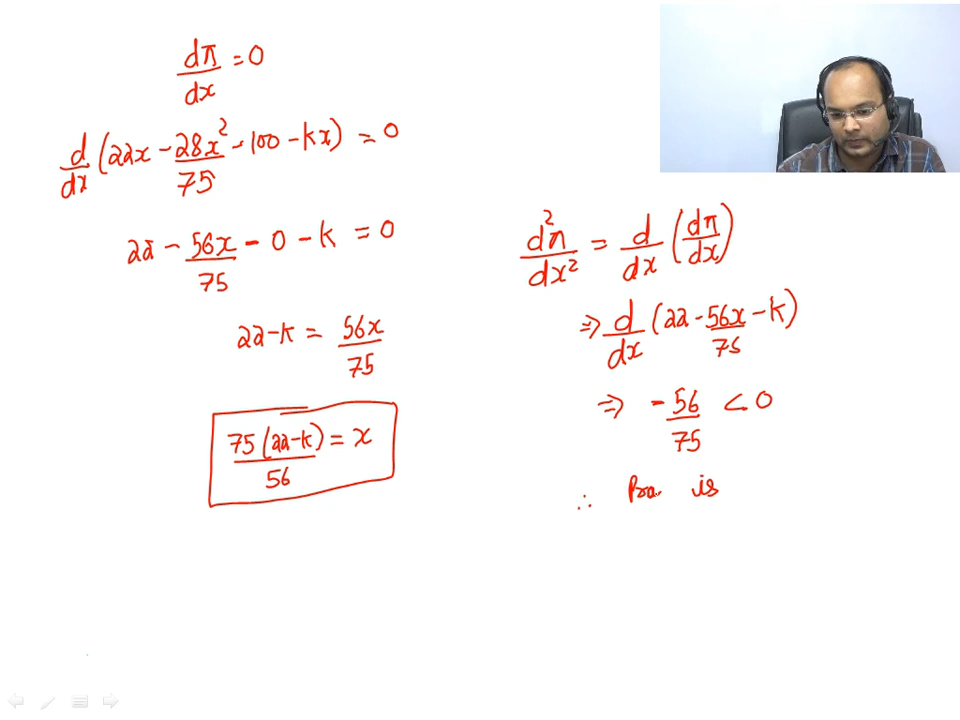 dπ/dx = 0
d/dx (22x - 28x²/75 - 100 - kx) = 0
22 - 56x/75 - 0 - k = 0
22-k = 56x/75
75(22-k)/56 = x
d²π/dx² = d/dx (dπ/dx)
⇒ d/dx (22 - 56x/75 - k)
⇒ -56/75 < 0
∴ is